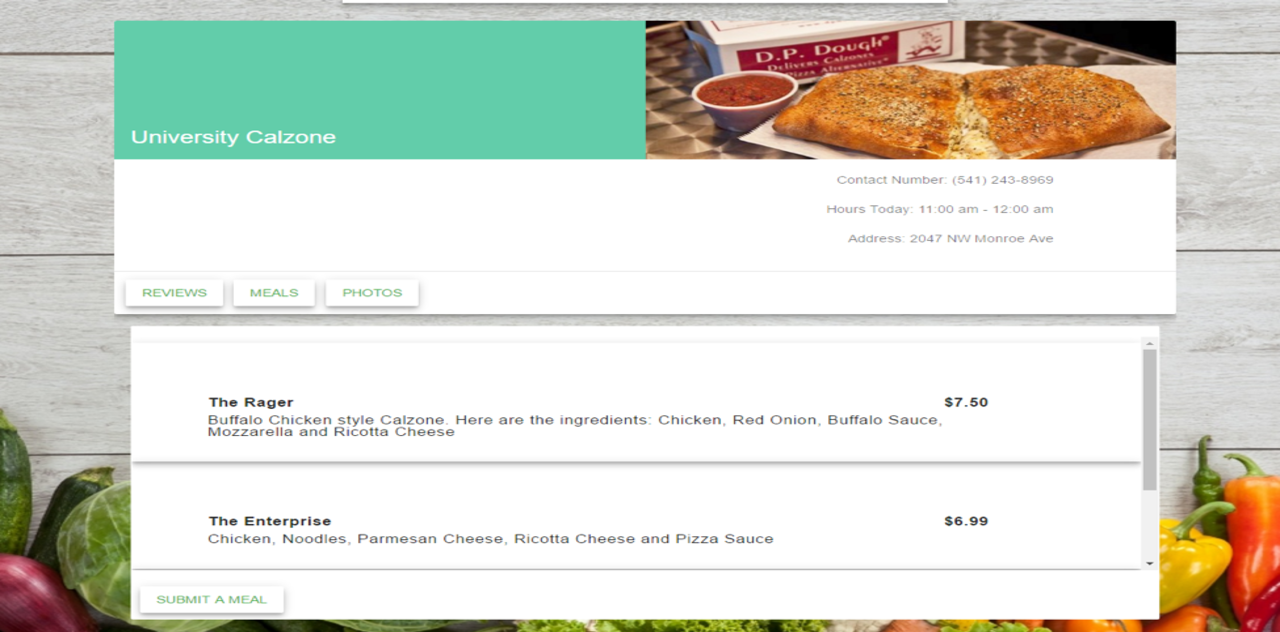 D.P. Dough®
Delivers Calzones
Pizza Alternative
University Calzone
Contact Number: (541) 243-8969
Hours Today: 11:00 am - 12:00 am
Address: 2047 NW Monroe Ave
REVIEWS MEALS PHOTOS
The Rager $7.50
Buffalo Chicken style Calzone. Here are the ingredients: Chicken, Red Onion, Buffalo Sauce,
Mozzarella and Ricotta Cheese
The Enterprise $6.99
Chicken, Noodles, Parmesan Cheese, Ricotta Cheese and Pizza Sauce
SUBMIT A MEAL